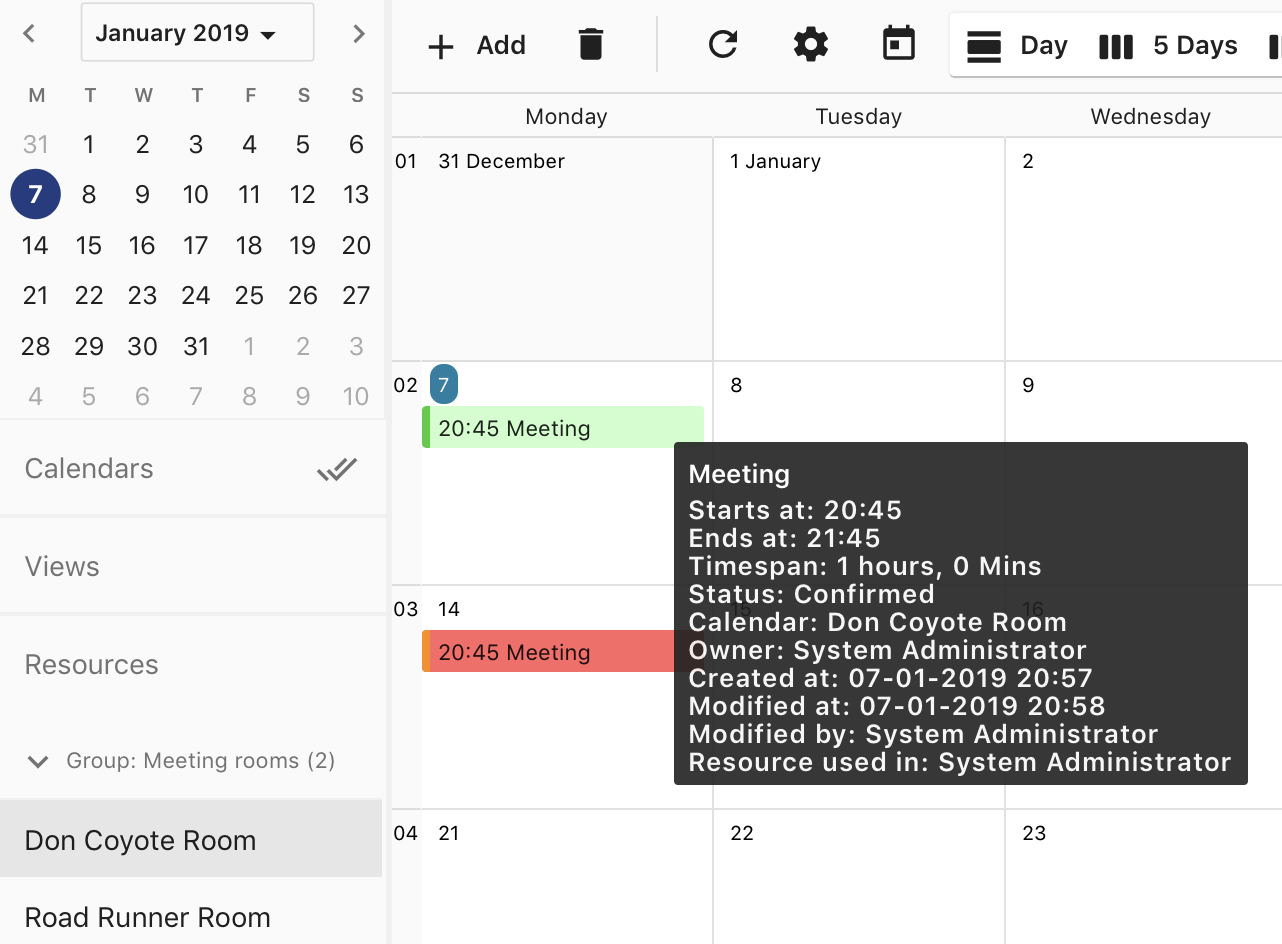 January 2019
M T W T F S S
31 1 2 3 4 5 6
7 8 9 10 11 12 13
14 15 16 17 18 19 20
21 22 23 24 25 26 27
28 29 30 31 1 2 3
4 5 6 7 8 9 10
Calendars
Views
Resources
Group: Meeting rooms (2)
Don Coyote Room
Road Runner Room
Add
Day
5 Days
Monday Tuesday Wednesday
01 31 December 1 January 2
02 7 8 9
20:45 Meeting
03 14 15 16
20:45 Meeting
04 21 22 23
Meeting
Starts at: 20:45
Ends at: 21:45
Timespan: 1 hours, 0 Mins
Status: Confirmed
Calendar: Don Coyote Room
Owner: System Administrator
Created at: 07-01-2019 20:57
Modified at: 07-01-2019 20:58
Modified by: System Administrator
Resource used in: System Administrator